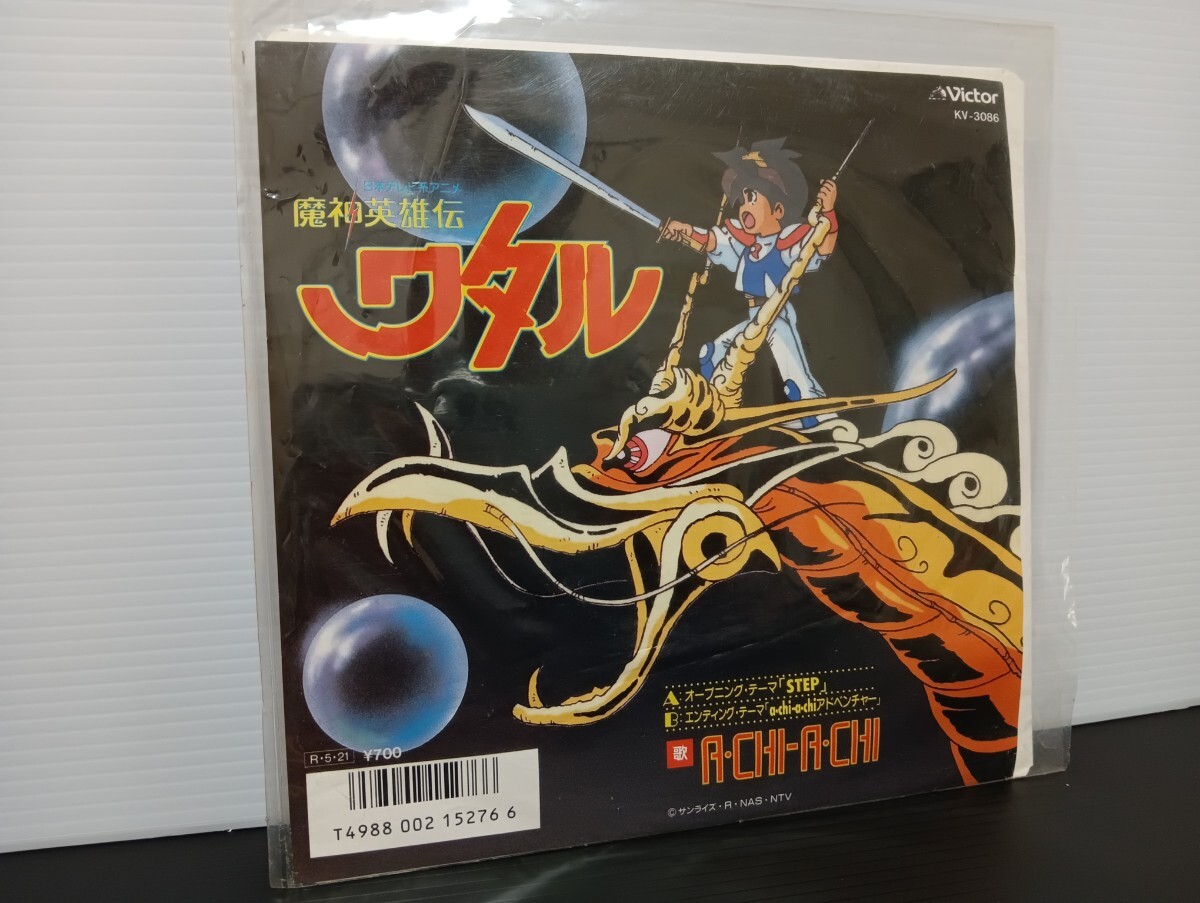 Victor
KV-3086
日本テレビ系アニメ
魔神英雄伝
ワタル
A オープニング・テーマ「STEP」
B エンディング・テーマ「a・chi-a・chiアドベンチャー」
歌 A・CHI-A・CHI
R・5・21 ¥700
T4988 002 15276 6
©サンライズ・R・NAS・NTV